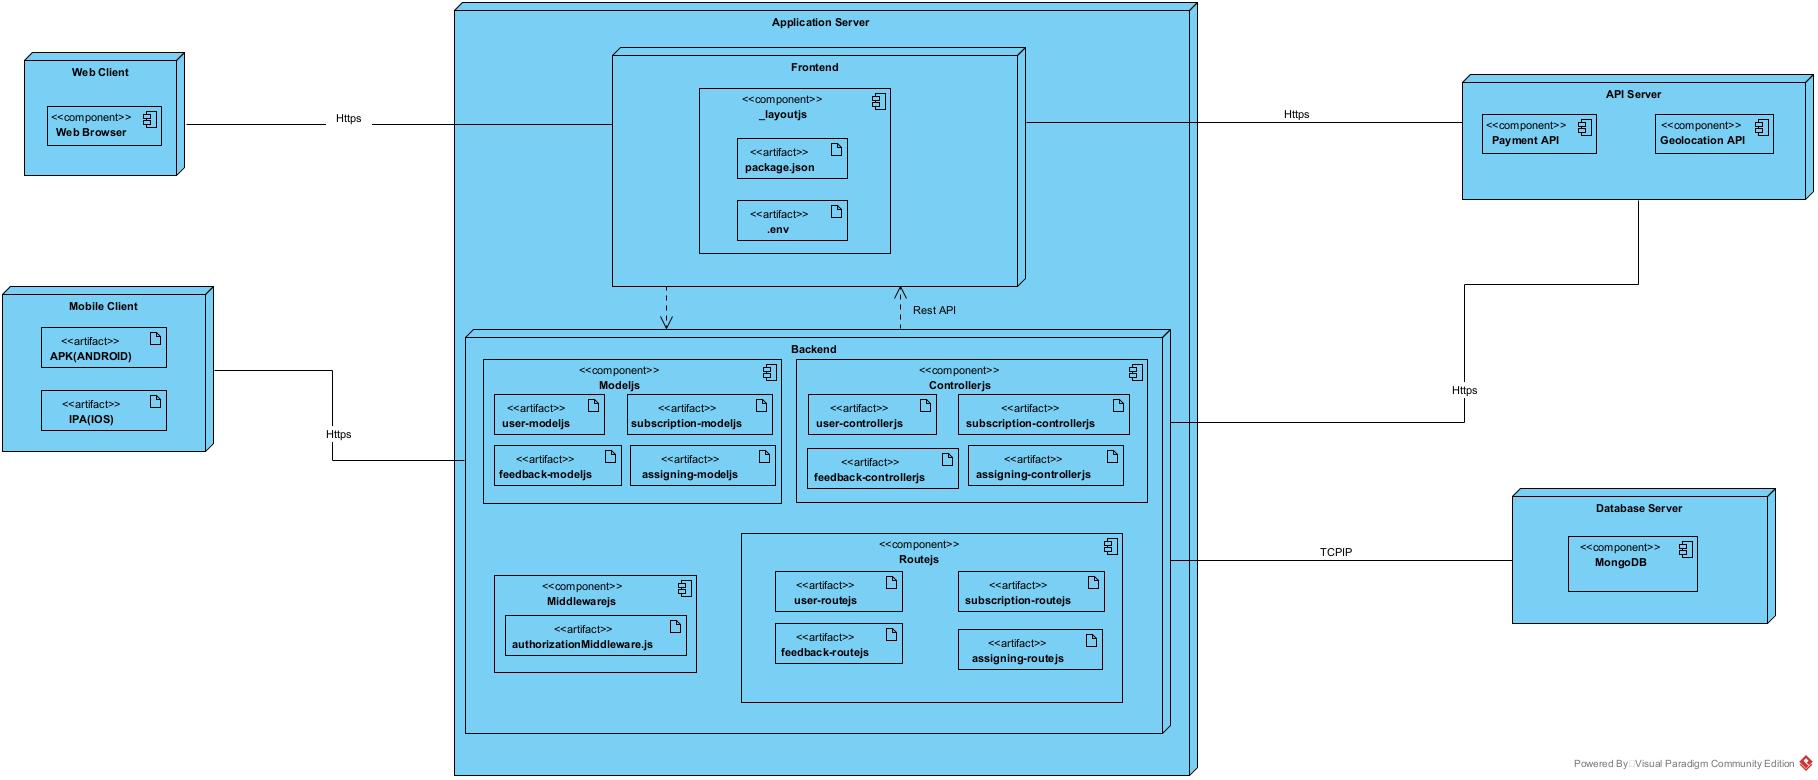 Application Server
Web Client
<<component>>
Web Browser
Https
Frontend
<<component>>
_layoutjs
<<artifact>>
package.json
<<artifact>>
.env
Https
API Server
<<component>>
Payment API
<<component>>
Geolocation API
Mobile Client
<<artifact>>
APK(ANDROID)
<<artifact>>
IPA(IOS)
Https
Rest API
Backend
<<component>>
Modeljs
<<artifact>>
user-modeljs
<<artifact>>
subscription-modeljs
<<artifact>>
feedback-modeljs
<<artifact>>
assigning-modeljs
<<component>>
Controllerjs
<<artifact>>
user-controllerjs
<<artifact>>
subscription-controllerjs
<<artifact>>
feedback-controllerjs
<<artifact>>
assigning-controllerjs
Https
<<component>>
Middlewarejs
<<artifact>>
authorizationMiddleware.js
<<component>>
Routejs
<<artifact>>
user-routejs
<<artifact>>
subscription-routejs
<<artifact>>
feedback-routejs
<<artifact>>
assigning-routejs
TCPIP
Database Server
<<component>>
MongoDB
Powered By Visual Paradigm Community Edition